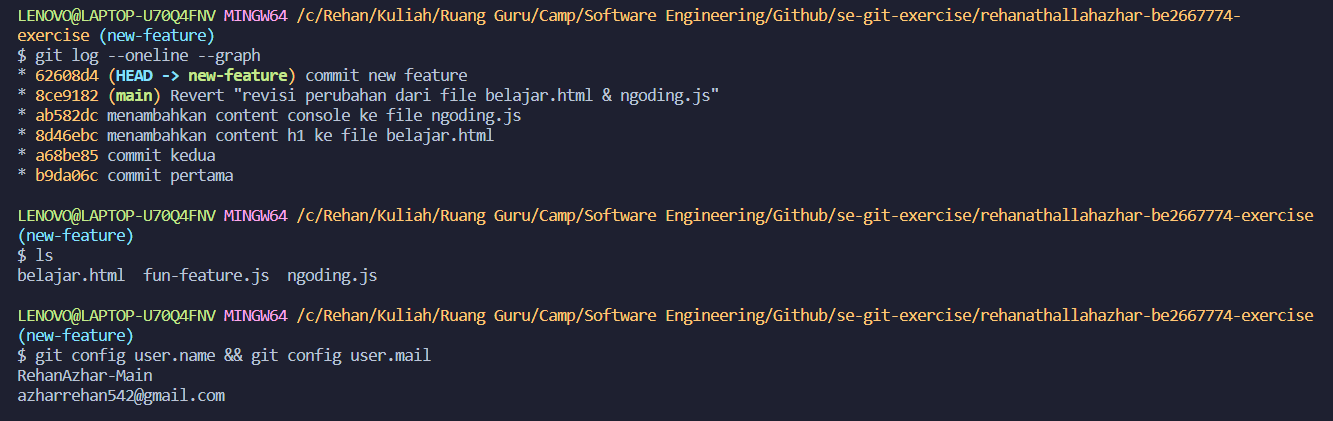 LENOVO@LAPTOP-U70Q4FNV MINGW64 /c/Rehan/Kuliah/Ruang Guru/Camp/Software Engineering/Github/se-git-exercise/rehanathallahazhar-be2667774-
exercise (new-feature)
$ git log --oneline --graph
* 62608d4 (HEAD -> new-feature) commit new feature
* 8ce9182 (main) Revert "revisi perubahan dari file belajar.html & ngoding.js"
* ab582dc menambahkan content console ke file ngoding.js
* 8d46ebc menambahkan content h1 ke file belajar.html
* a68be85 commit kedua
* b9da06c commit pertama
LENOVO@LAPTOP-U70Q4FNV MINGW64 /c/Rehan/Kuliah/Ruang Guru/Camp/Software Engineering/Github/se-git-exercise/rehanathallahazhar-be2667774-exercise
(new-feature)
$ ls
belajar.html  fun-feature.js  ngoding.js
LENOVO@LAPTOP-U70Q4FNV MINGW64 /c/Rehan/Kuliah/Ruang Guru/Camp/Software Engineering/Github/se-git-exercise/rehanathallahazhar-be2667774-exercise
(new-feature)
$ git config user.name && git config user.mail
RehanAzhar-Main
azharrehan542@gmail.com